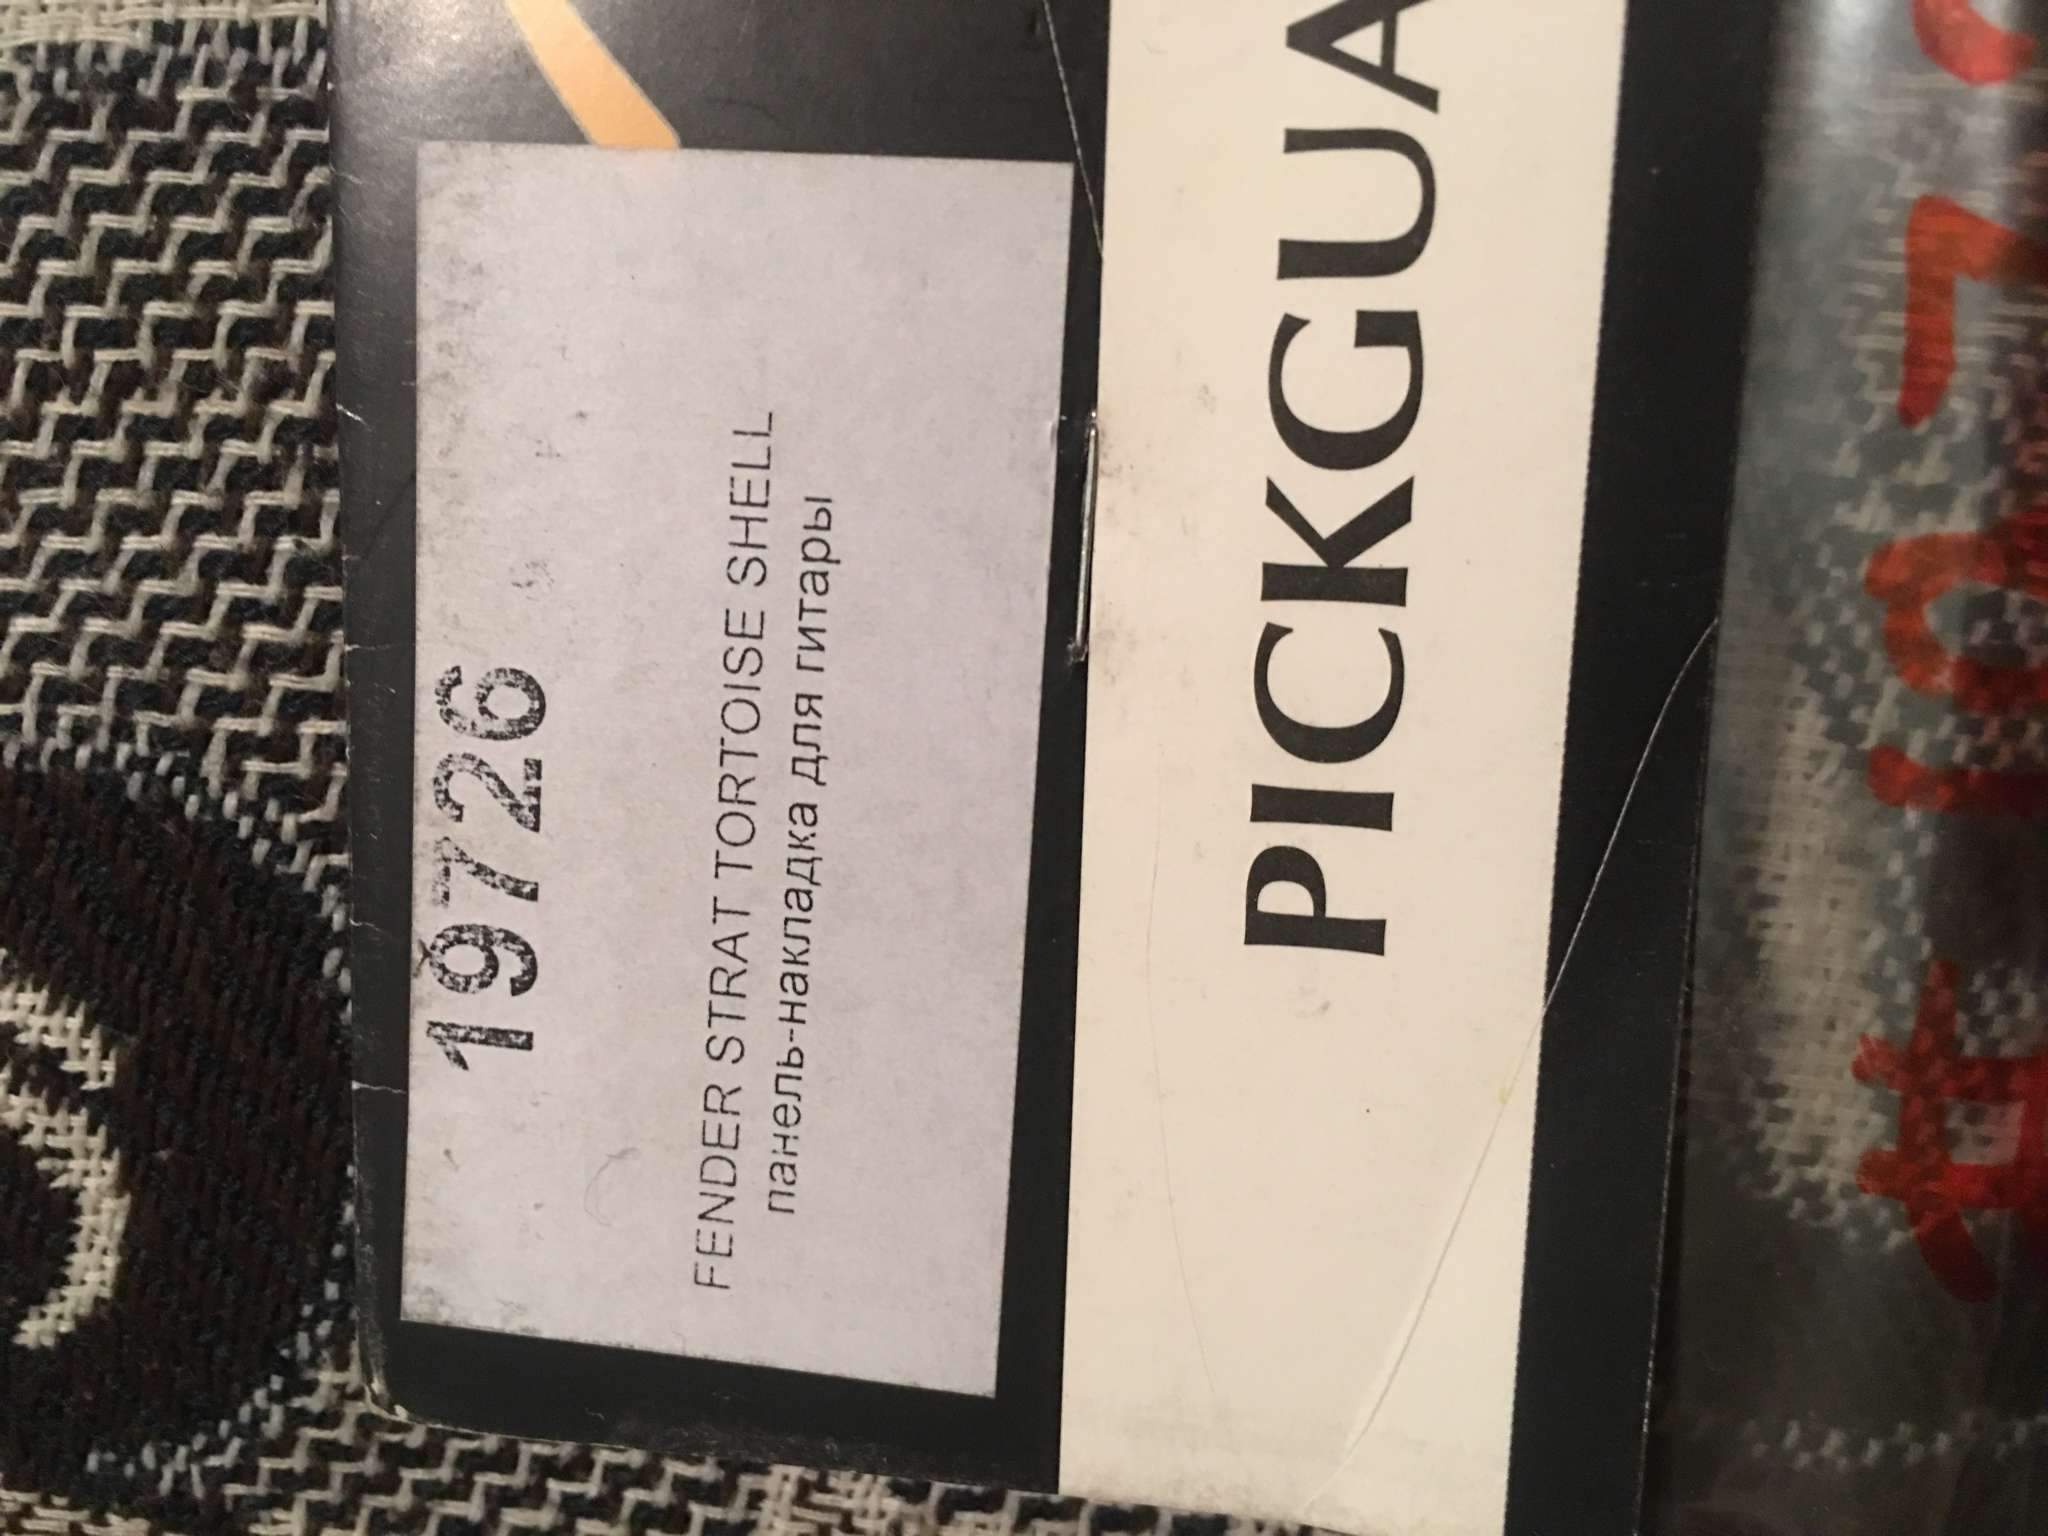 19726
FENDER STRAT TORTOISE SHELL
панель-накладка для гитары
PICKGUA